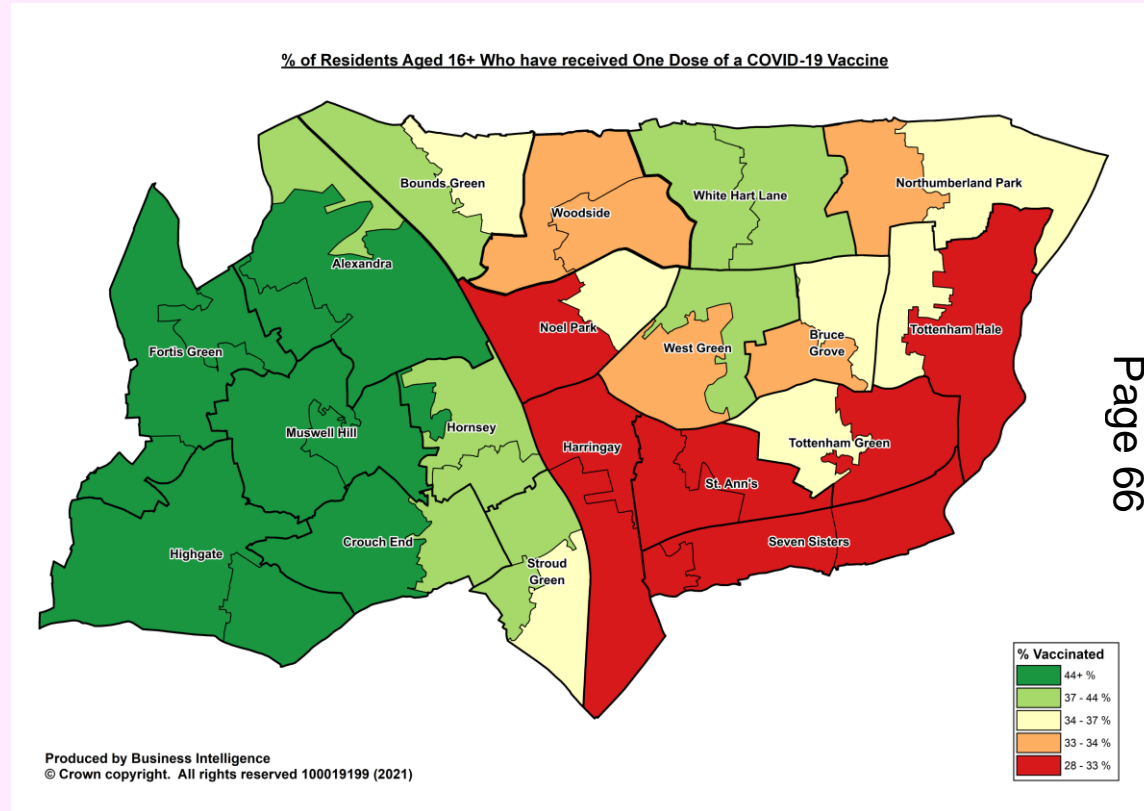 % of Residents Aged 16+ Who have received One Dose of a COVID-19 Vaccine
Bounds Green
Woodside
White Hart Lane
Northumberland Park
Alexandra
Noel Park
West Green
Bruce
Grove
Tottenham Hale
Fortis Green
Muswell Hill
Hornsey
Harringay
St. Ann's
Tottenham Green
Highgate
Crouch End
Stroud
Green
Seven Sisters
Page 66
% Vaccinated
44+ %
37 - 44 %
34 - 37 %
33 - 34 %
28 - 33 %
Produced by Business Intelligence
© Crown copyright. All rights reserved 100019199 (2021)